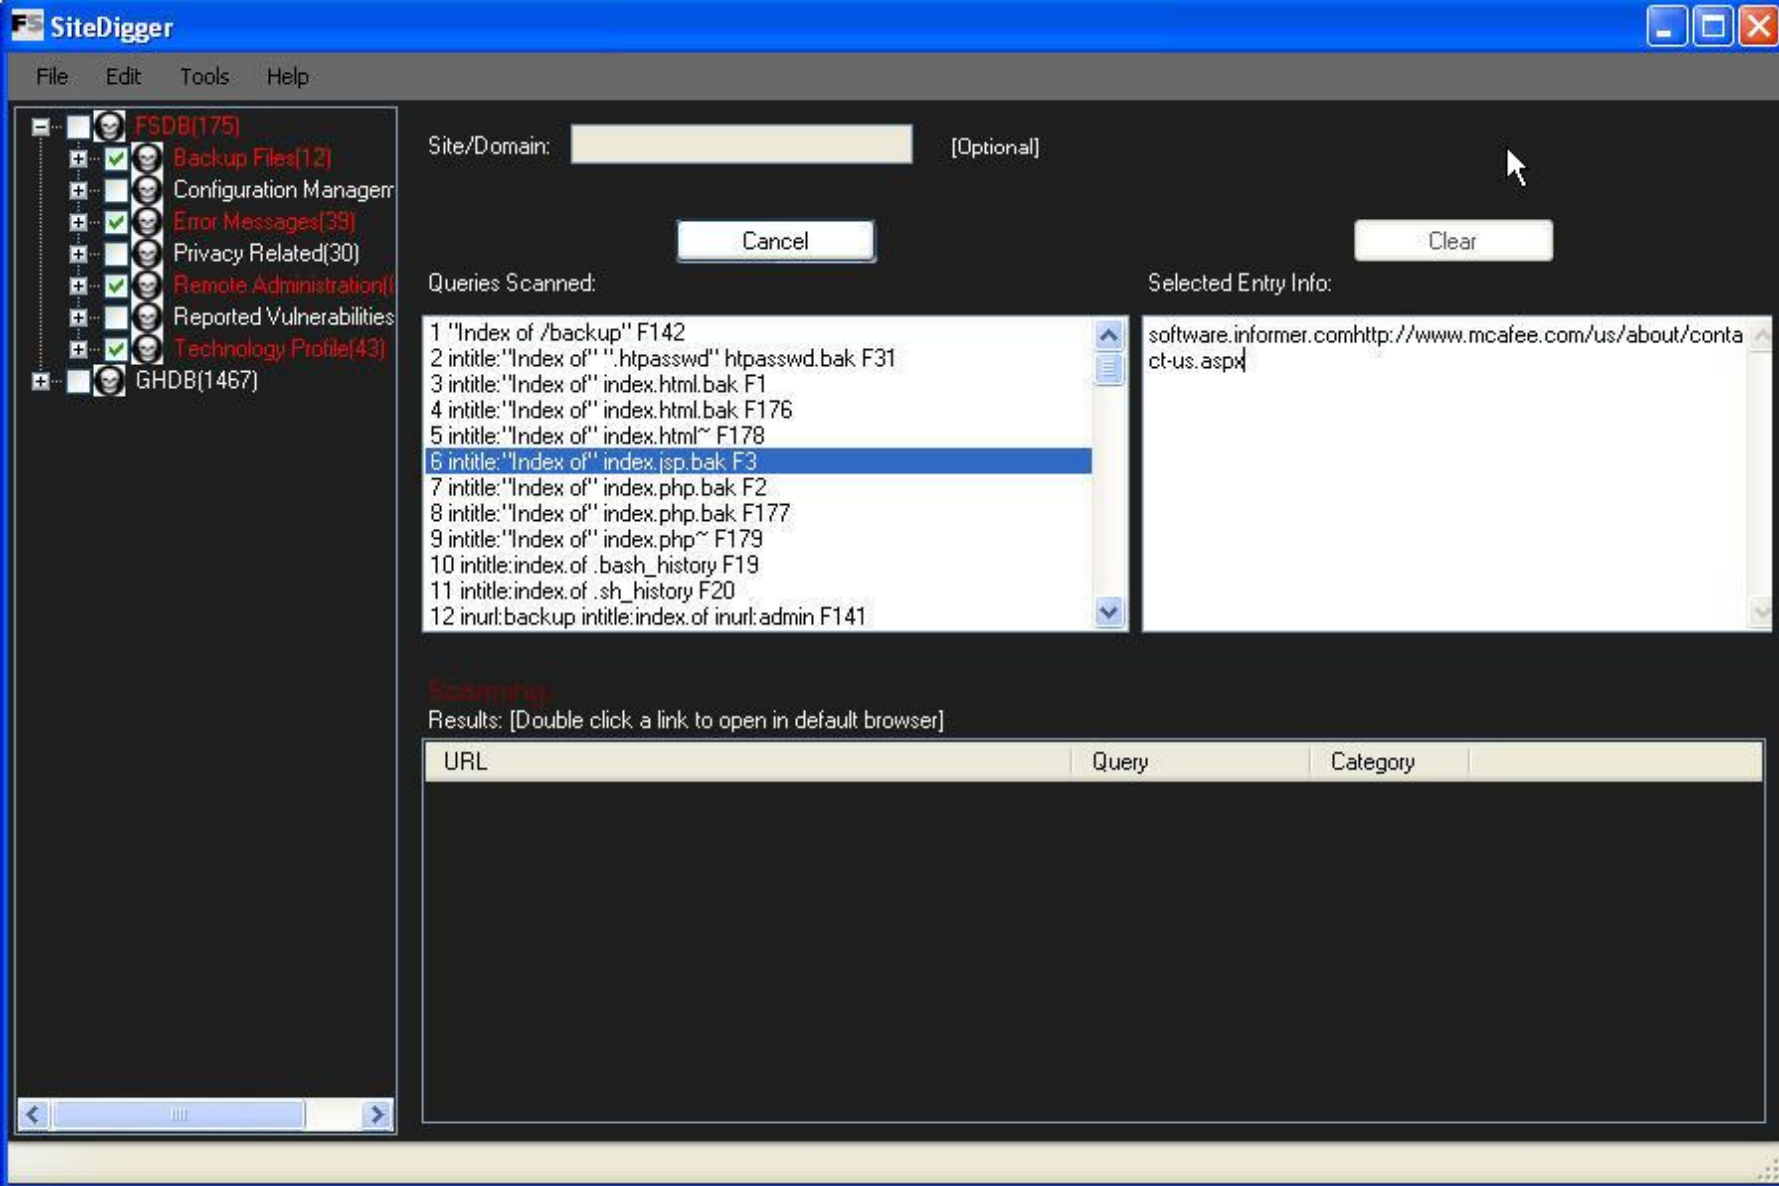 FS SiteDigger
File Edit Tools Help
FSDB(175)
Backup Files(12)
Configuration Managem
Error Messages(39)
Privacy Related(30)
Remote Administration(
Reported Vulnerabilities
Technology Profile(43)
GHDB(1467)
Site/Domain: [Optional]
Cancel Clear
Queries Scanned:
1 "Index of /backup" F142
2 intitle:"Index of" ".htpasswd" htpasswd.bak F31
3 intitle:"Index of" index.html.bak F1
4 intitle:"Index of" index.html.bak F176
5 intitle:"Index of" index.html~ F178
6 intitle:"Index of" index.jsp.bak F3
7 intitle:"Index of" index.php.bak F2
8 intitle:"Index of" index.php.bak F177
9 intitle:"Index of" index.php~ F179
10 intitle:index.of .bash_history F19
11 intitle:index.of .sh_history F20
12 inurl:backup intitle:index.of inurl:admin F141
Selected Entry Info:
software.informer.comhttp://www.mcafee.com/us/about/conta
ct-us.aspx
Scanning.
Results: [Double click a link to open in default browser]
URL Query Category